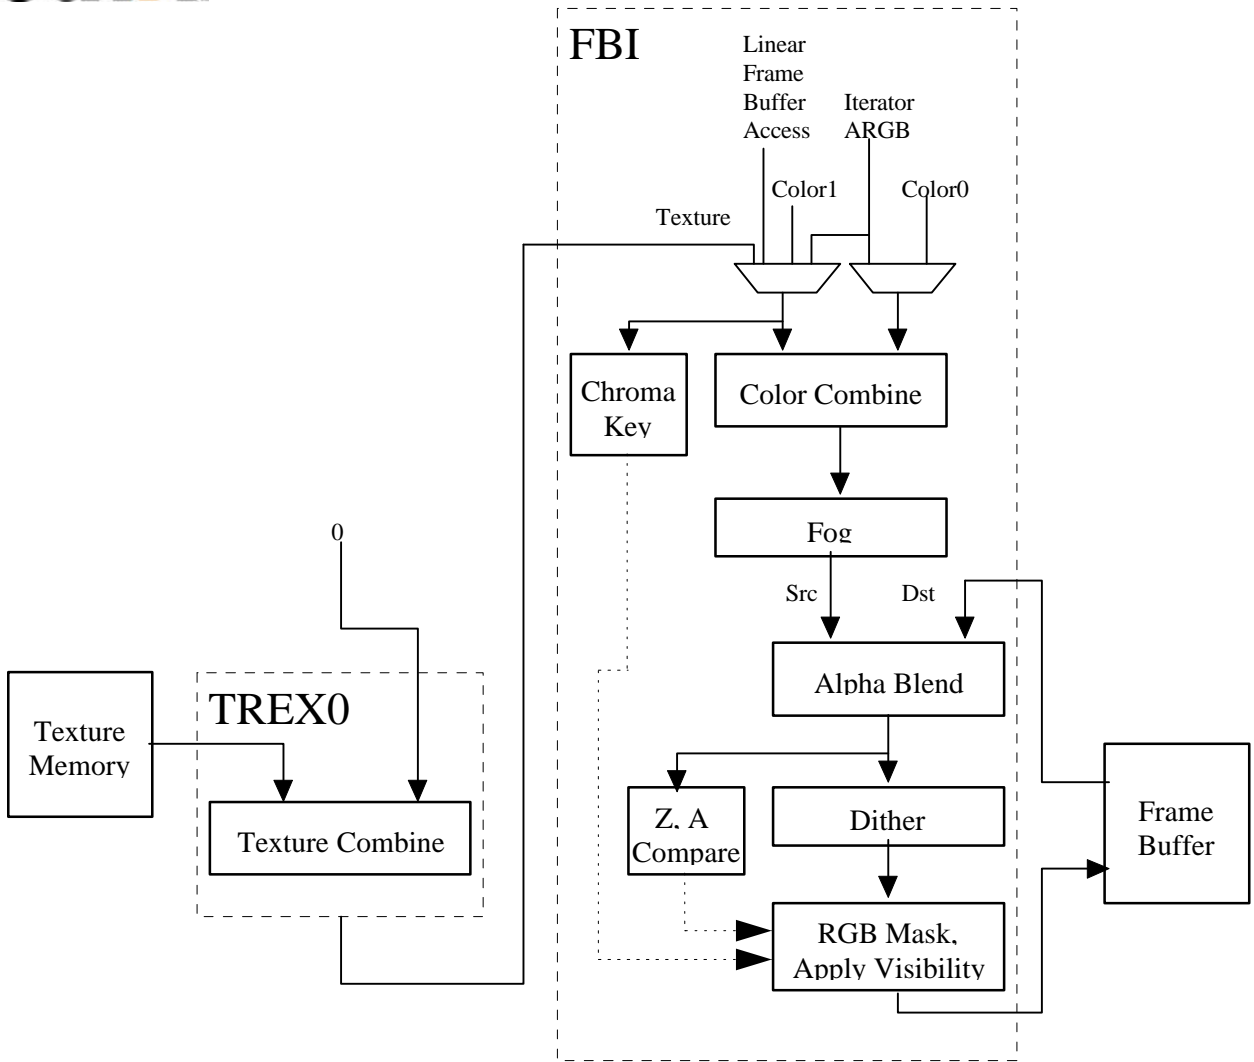 FBI
Linear
Frame
Buffer
Access
Iterator
ARGB
Color1
Color0
Texture
Chroma
Key
Color Combine
Fog
0
Src
Dst
Alpha Blend
TREX0
Texture
Memory
Texture Combine
Z, A
Compare
Dither
Frame
Buffer
RGB Mask,
Apply Visibility